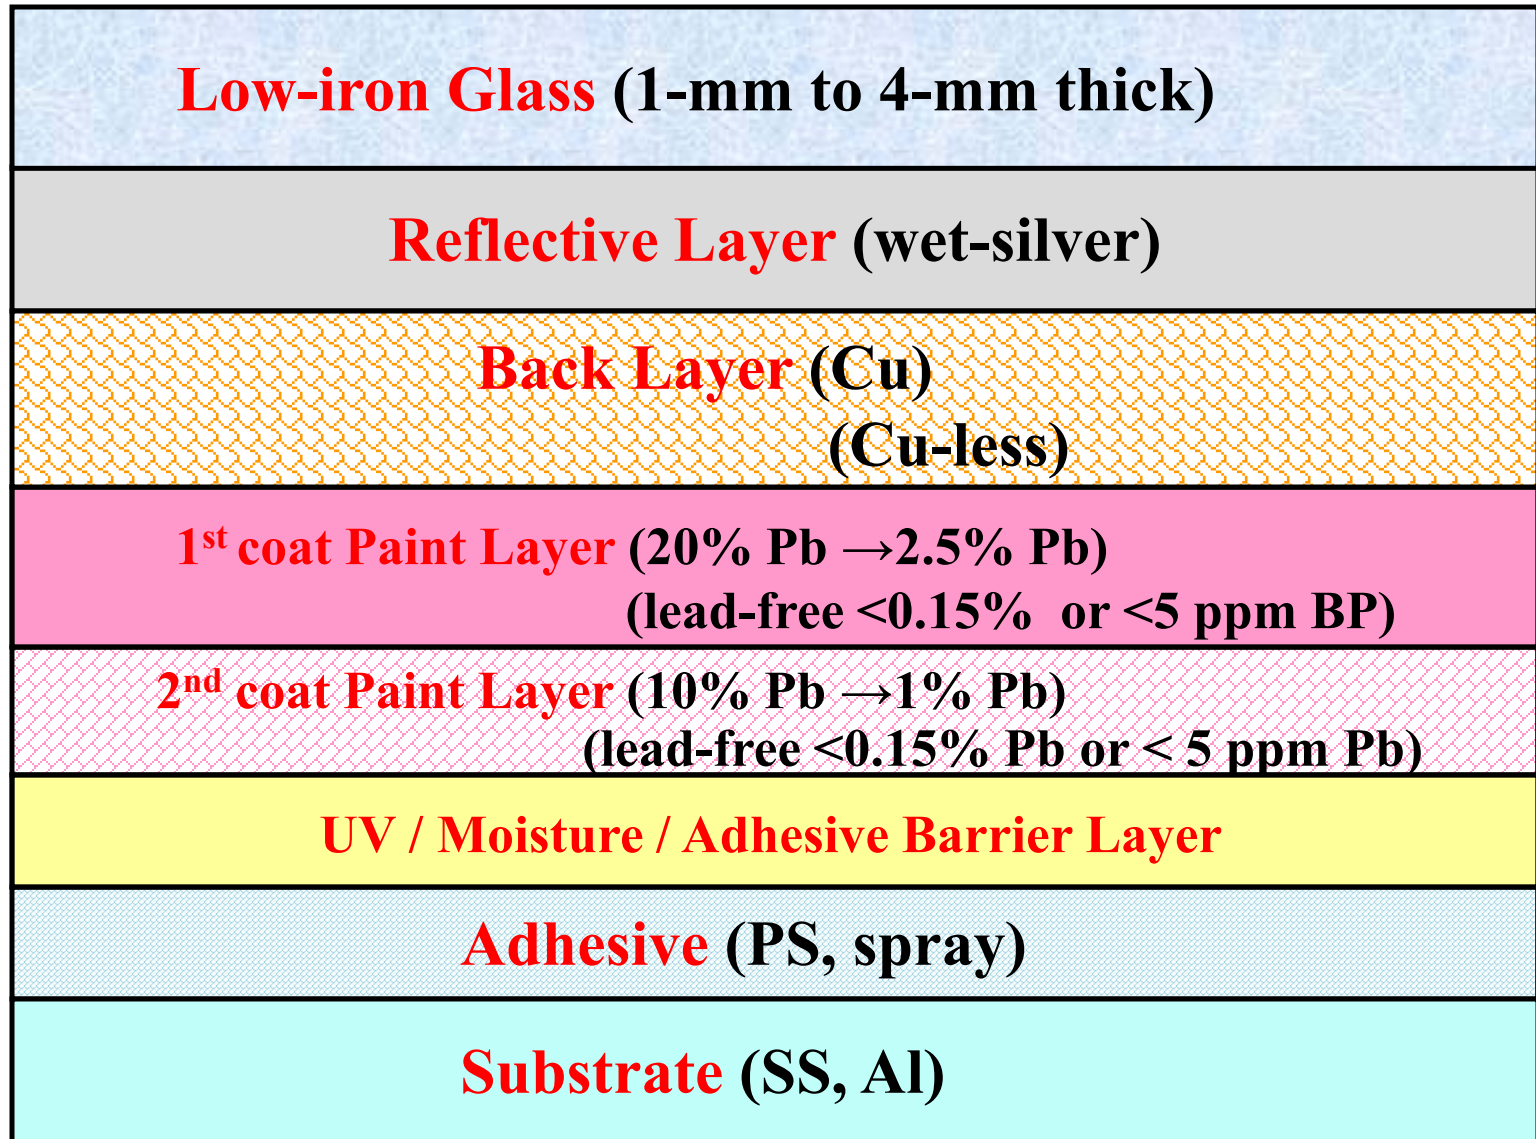 Low-iron Glass (1-mm to 4-mm thick)
Reflective Layer (wet-silver)
Back Layer (Cu)
(Cu-less)
1st coat Paint Layer (20% Pb →2.5% Pb)
(lead-free <0.15% or <5 ppm BP)
2nd coat Paint Layer (10% Pb →1% Pb)
(lead-free <0.15% Pb or < 5 ppm Pb)
UV / Moisture / Adhesive Barrier Layer
Adhesive (PS, spray)
Substrate (SS, Al)